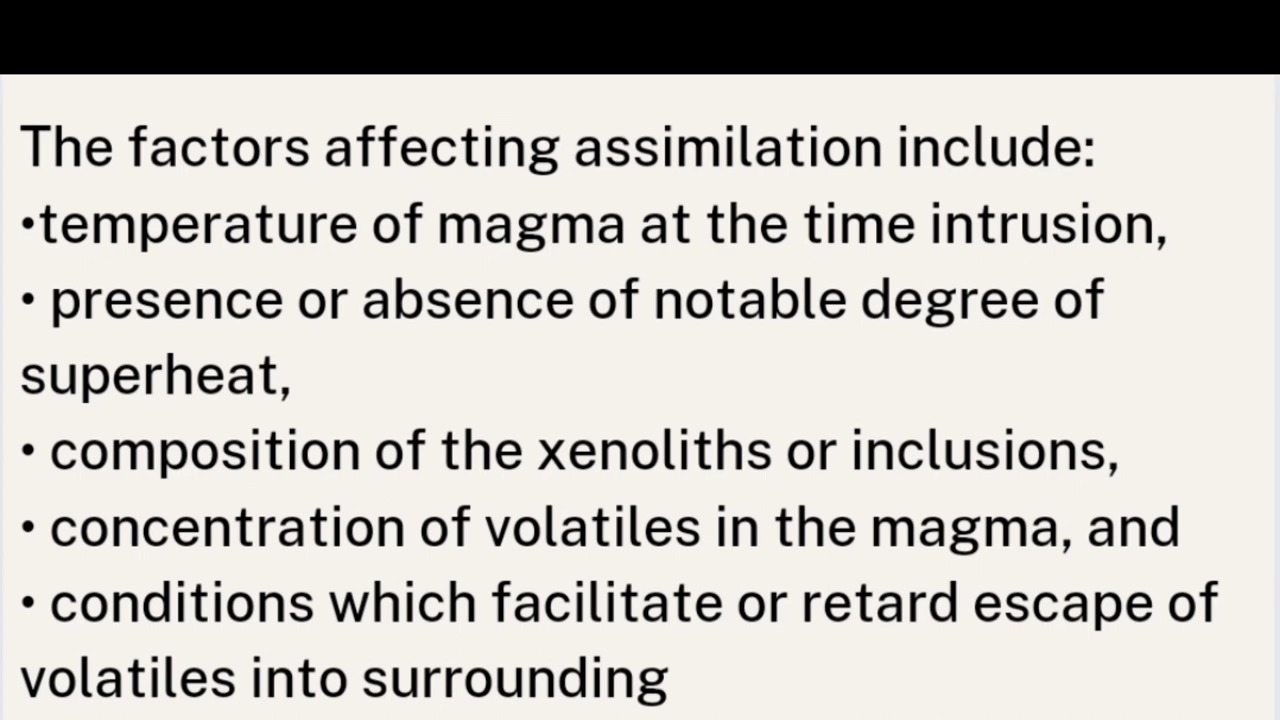 The factors affecting assimilation include:
•temperature of magma at the time intrusion,
• presence or absence of notable degree of
superheat,
• composition of the xenoliths or inclusions,
• concentration of volatiles in the magma, and
• conditions which facilitate or retard escape of
volatiles into surrounding